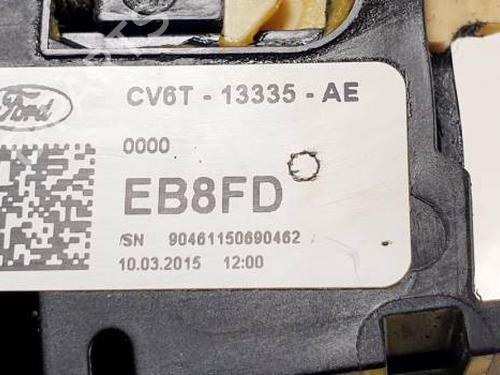 Ford
CV6T - 13335 - AE
0000
EB8FD
/SN 90461150690462
10.03.2015 12:00